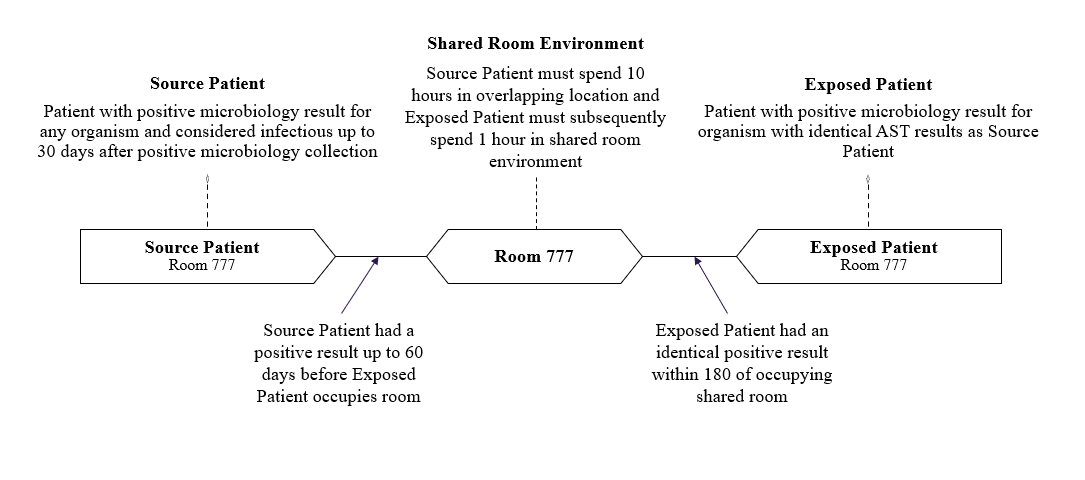 Source Patient
Patient with positive microbiology result for
any organism and considered infectious up to
30 days after positive microbiology collection
Shared Room Environment
Source Patient must spend 10
hours in overlapping location and
Exposed Patient must subsequently
spend 1 hour in shared room
environment
Exposed Patient
Patient with positive microbiology result for
organism with identical AST results as Source
Patient
Source Patient
Room 777
Room 777
Exposed Patient
Room 777
Source Patient had a
positive result up to 60
days before Exposed
Patient occupies room
Exposed Patient had an
identical positive result
within 180 of occupying
shared room